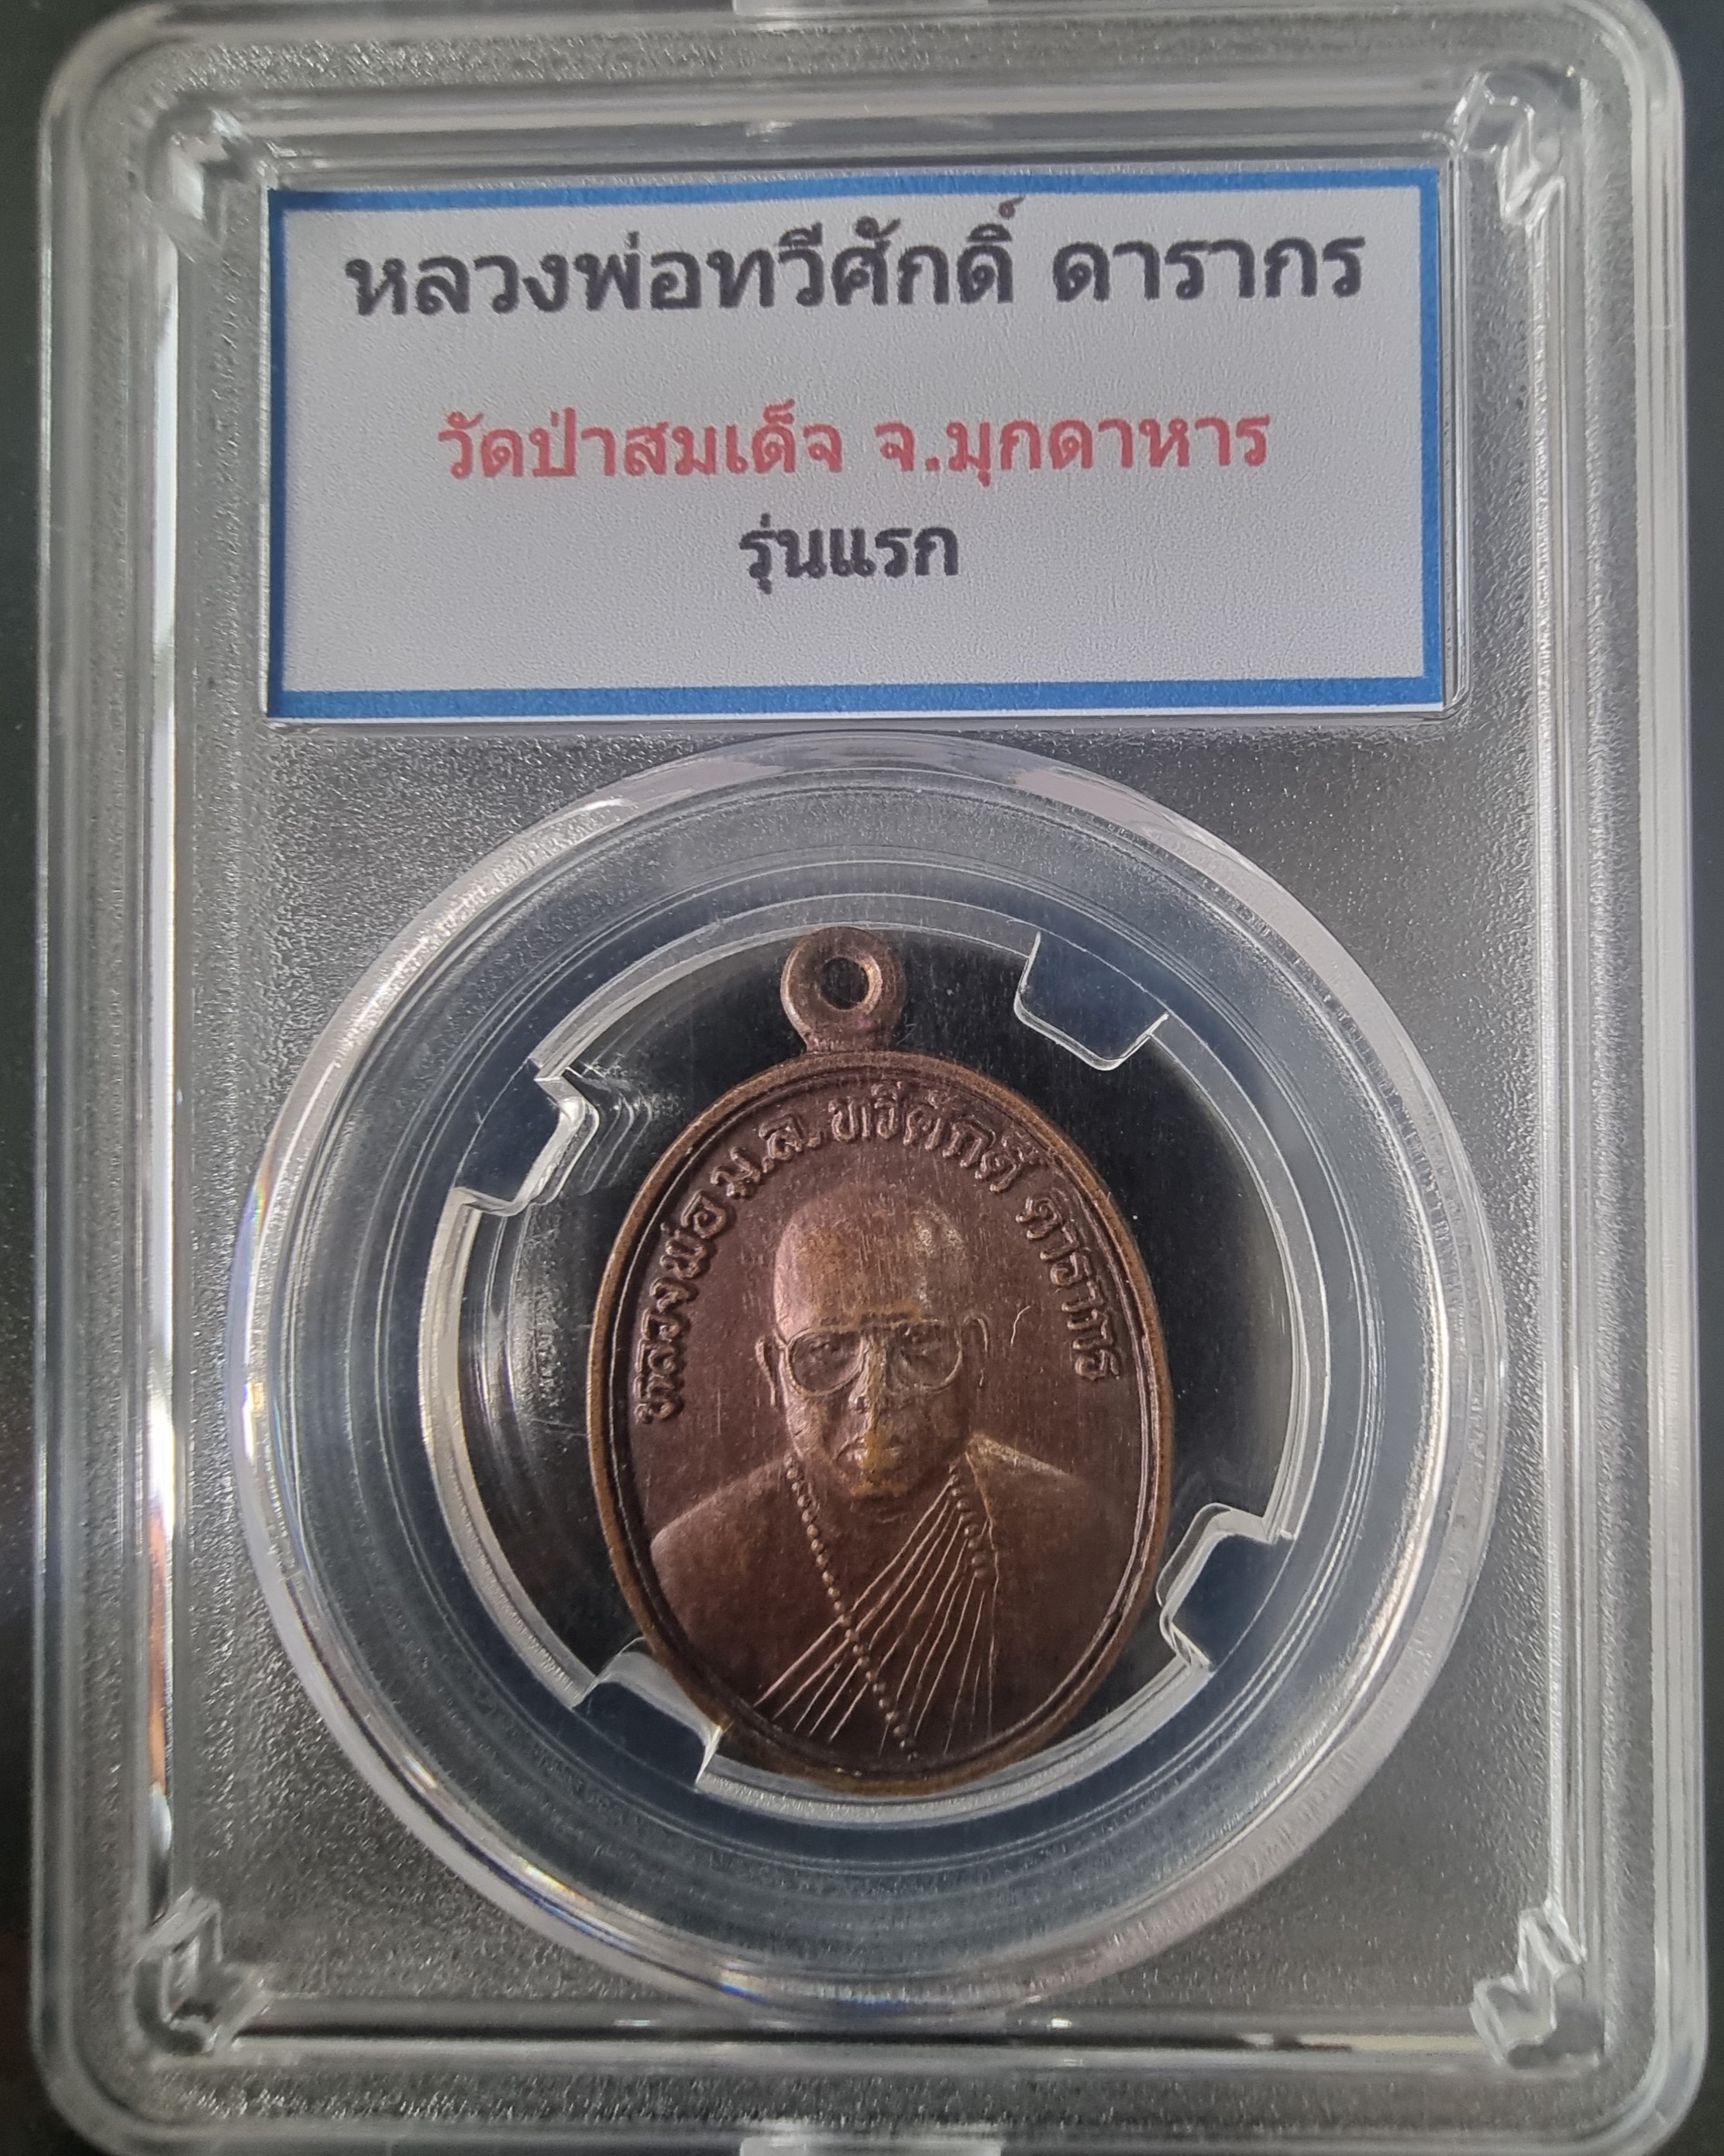 หลวงพ่อทวีศักดิ์ ดารากร
วัดป่าสมเด็จ จ.มุกดาหาร
รุ่นแรก
หลวงพ่อ ม.ล. ทวีศักดิ์ ดารากร